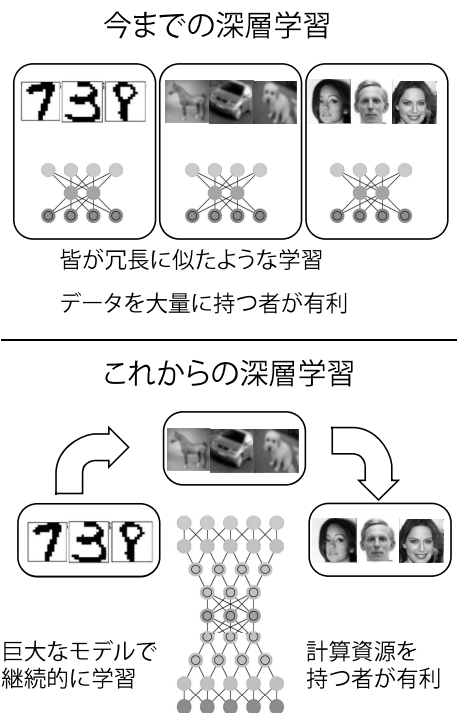 今までの深層学習
皆が冗長に似たような学習
データを大量に持つ者が有利
これからの深層学習
巨大なモデルで
継続的に学習
計算資源を
持つ者が有利